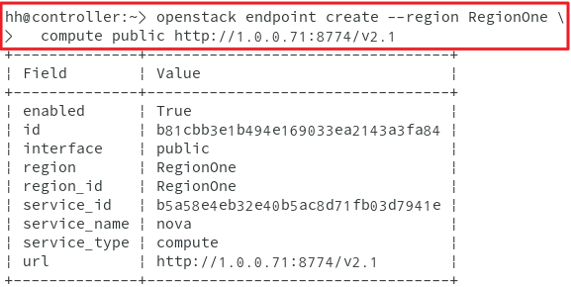 hh@controller:~> openstack endpoint create --region RegionOne \
>   compute public http://1.0.0.71:8774/v2.1
+--------------+----------------------------------+
| Field        | Value                            |
+--------------+----------------------------------+
| enabled      | True                             |
| id           | b81cbb3e1b494e169033ea2143a3fa84 |
| interface    | public                           |
| region       | RegionOne                        |
| region_id    | RegionOne                        |
| service_id   | b5a58e4eb32e40b5ac8d71fb03d7941e |
| service_name | nova                             |
| service_type | compute                          |
| url          | http://1.0.0.71:8774/v2.1        |
+--------------+----------------------------------+